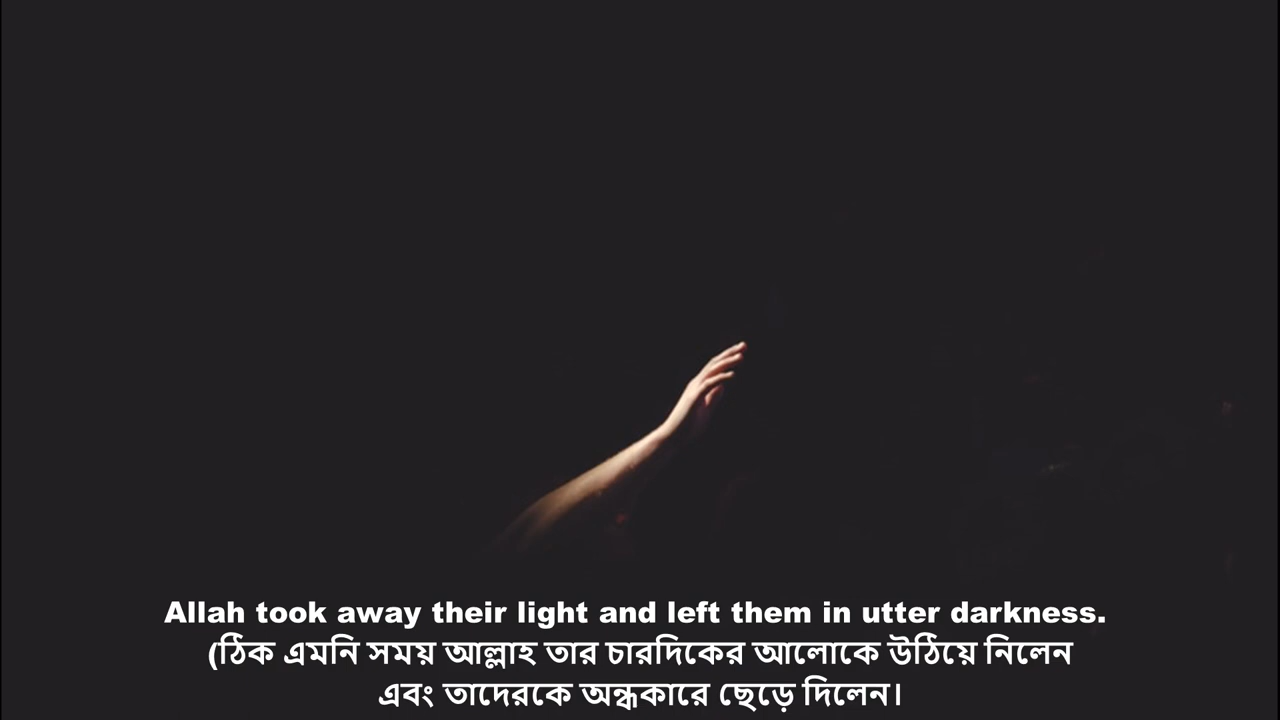 Allah took away their light and left them in utter darkness.
(ঠিক এমনি সময় আল্লাহ তার চারদিকের আলোকে উঠিয়ে নিলেন
এবং তাদেরকে অন্ধকারে ছেড়ে দিলেন।